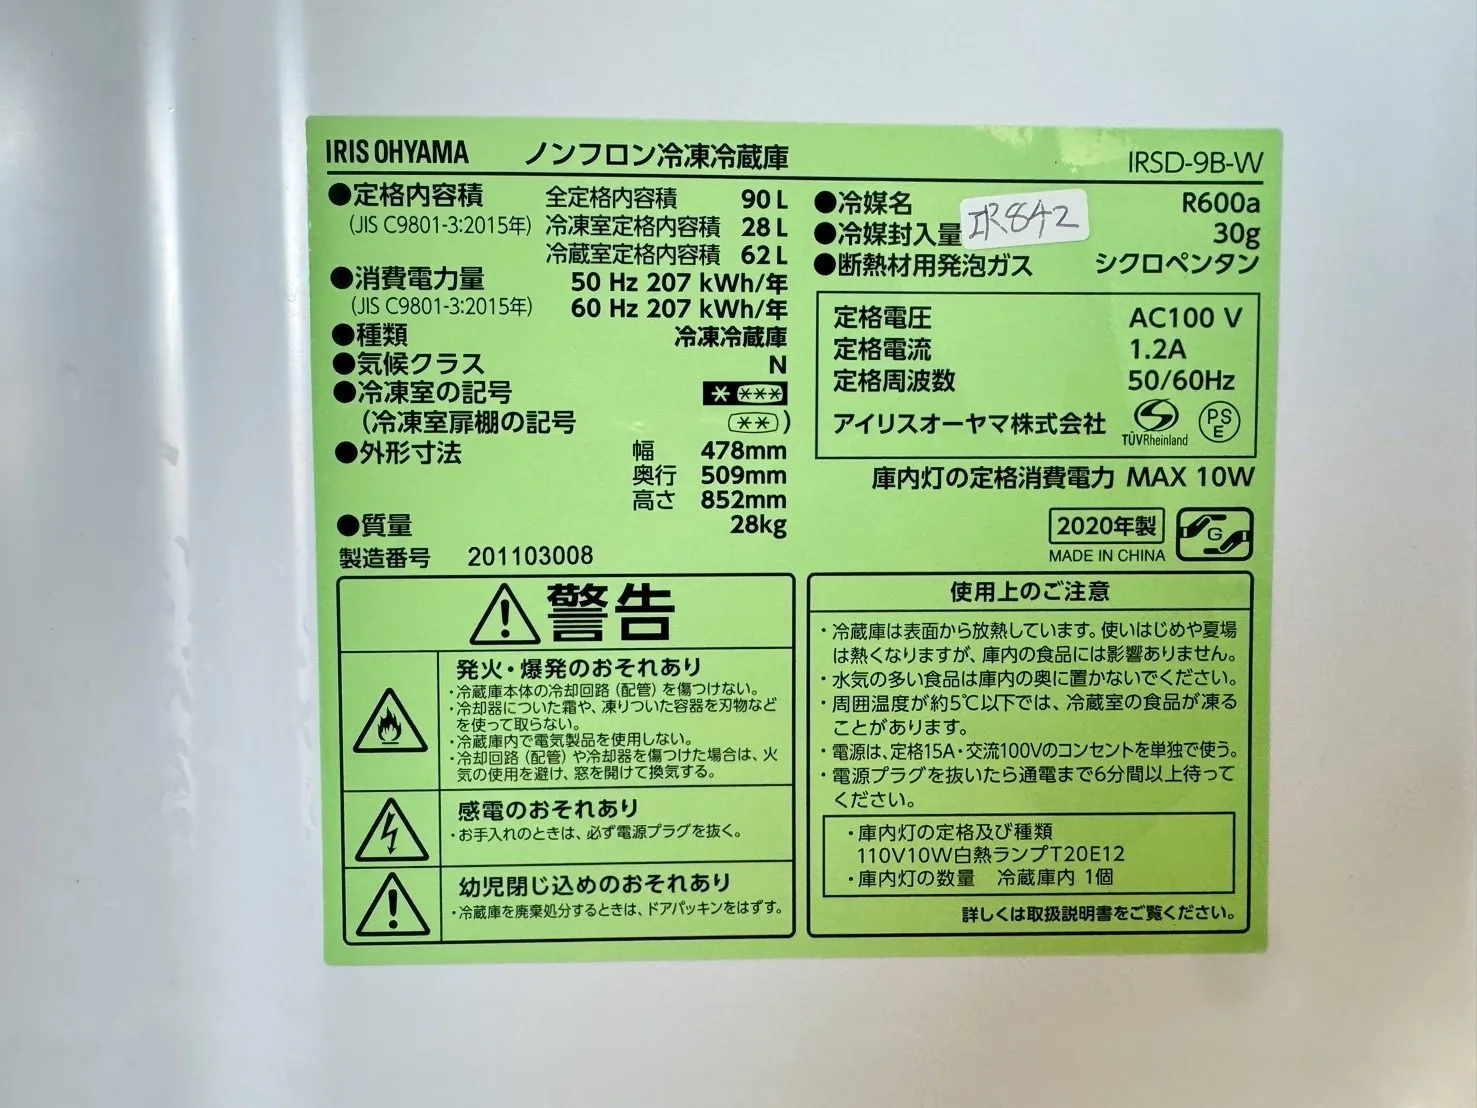 IRIS OHYAMA ノンフロン冷凍冷蔵庫 IRSD-9B-W
●定格内容積 全定格内容積 90 L
(JIS C9801-3:2015年) 冷凍室定格内容積 28 L
冷蔵室定格内容積 62 L
●消費電力量 50 Hz 207 kWh/年
(JIS C9801-3:2015年) 60 Hz 207 kWh/年
●種類 冷凍冷蔵庫
●気候クラス N
●冷凍室の記号 * ***
(冷凍室扉棚の記号 ** )
●外形寸法 幅 478mm
奥行 509mm
高さ 852mm
●質量 28kg
製造番号 201103008
●冷媒名 R600a
IR842
●冷媒封入量 30g
●断熱材用発泡ガス シクロペンタン
定格電圧 AC100 V
定格電流 1.2A
定格周波数 50/60Hz
アイリスオーヤマ株式会社 TÜVRheinland PSE
庫内灯の定格消費電力 MAX 10W
2020年製
MADE IN CHINA G
警告
発火・爆発のおそれあり
・冷蔵庫本体の冷却回路(配管)を傷つけない。
・冷却器についた霜や、凍りついた容器を刃物など
を使って取らない。
・冷蔵庫内で電気製品を使用しない。
・冷却回路(配管)や冷却器を傷つけた場合は、火
気の使用を避け、窓を開けて換気する。
感電のおそれあり
・お手入れのときは、必ず電源プラグを抜く。
幼児閉じ込めのおそれあり
・冷蔵庫を廃棄処分するときは、ドアパッキンをはずす。
使用上のご注意
・冷蔵庫は表面から放熱しています。使いはじめや夏場
は熱くなりますが、庫内の食品には影響ありません。
・水気の多い食品は庫内の奥に置かないでください。
・周囲温度が約5℃以下では、冷蔵室の食品が凍る
ことがあります。
・電源は、定格15A・交流100Vのコンセントを単独で使う。
・電源プラグを抜いたら通電まで6分間以上待って
ください。
・庫内灯の定格及び種類
110V10W白熱ランプT20E12
・庫内灯の数量 冷蔵庫内 1個
詳しくは取扱説明書をご覧ください。